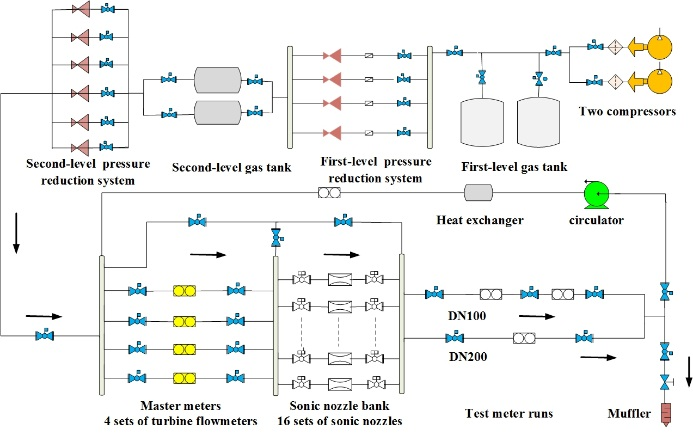 Two compressors
Second-level pressure
reduction system
Second-level gas tank
First-level pressure
reduction system
First-level gas tank
Heat exchanger
circulator
DN100
DN200
Master meters
4 sets of turbine flowmeters
Sonic nozzle bank
16 sets of sonic nozzles
Test meter runs
Muffler